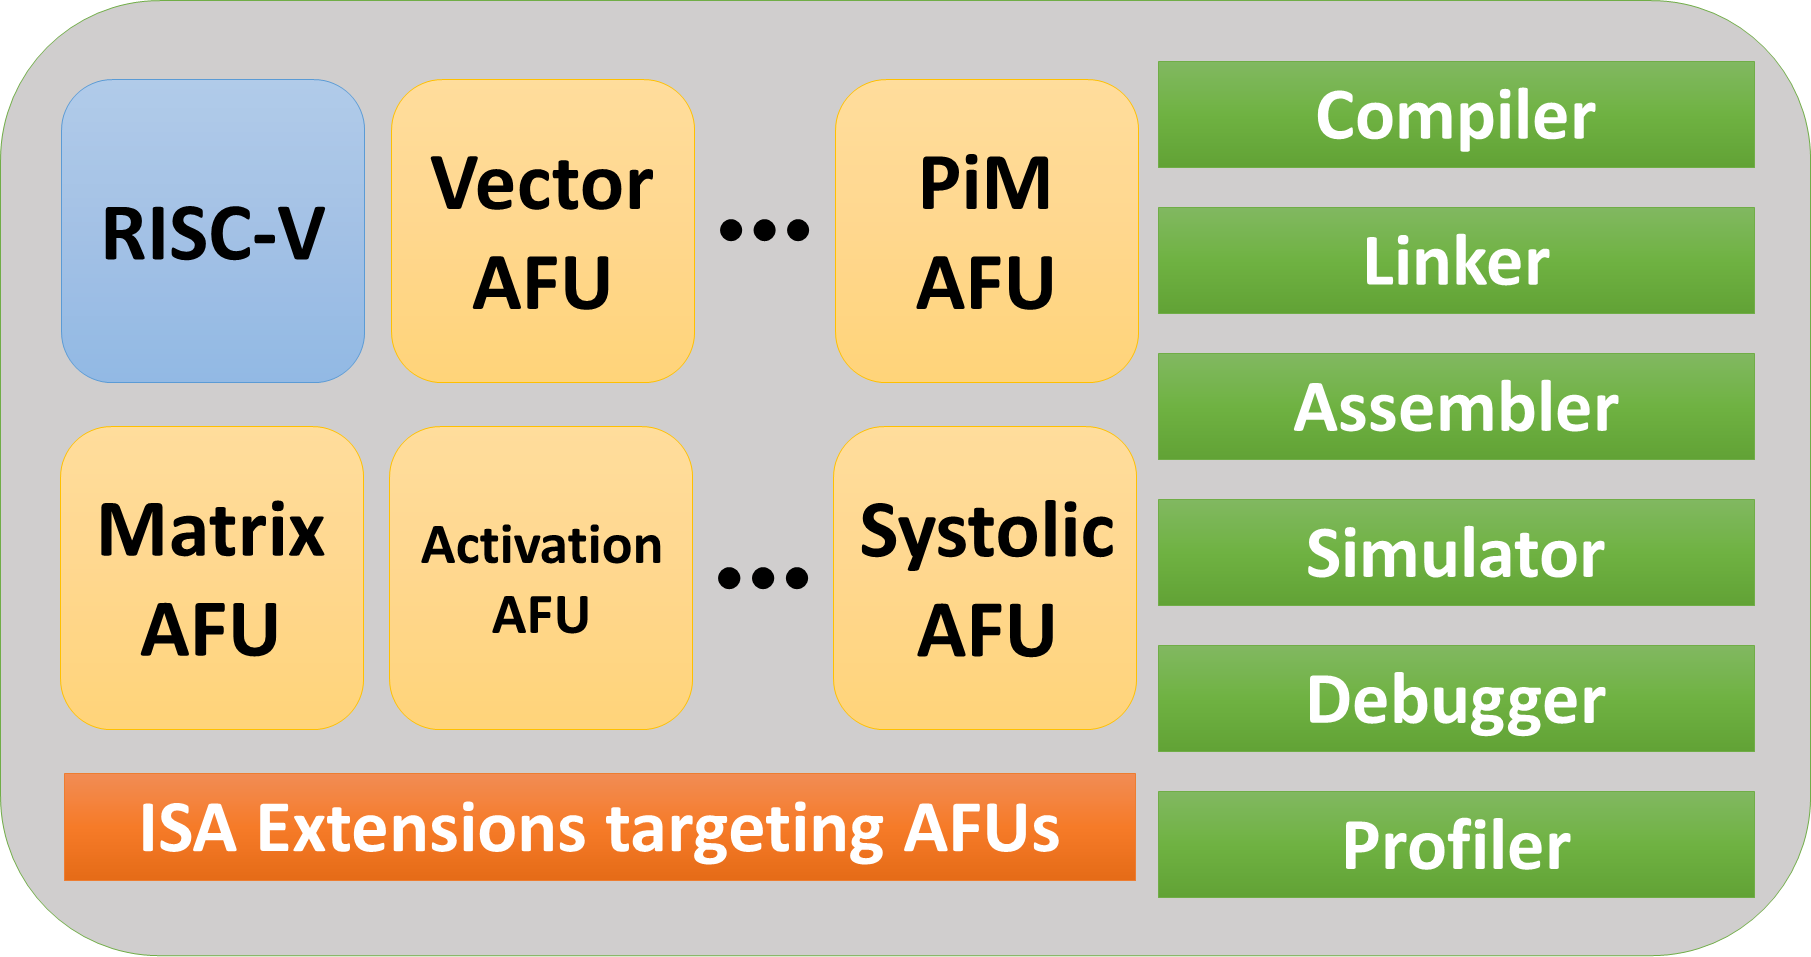 RISC-V
Vector
AFU
PiM
AFU
Matrix
AFU
Activation
AFU
Systolic
AFU
ISA Extensions targeting AFUs
Compiler
Linker
Assembler
Simulator
Debugger
Profiler